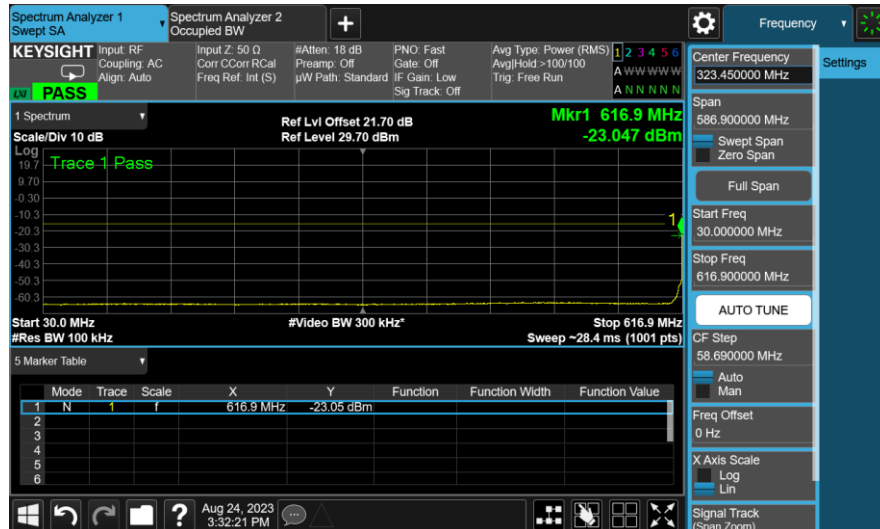 Spectrum Analyzer 1
Swept SA
Spectrum Analyzer 2
Occupied BW
Frequency
KEYSIGHT
Input: RF
Coupling: AC
Align: Auto
Input Z: 50 Ω
Corr CCorr RCal
Freq Ref: Int (S)
#Atten: 18 dB
Preamp: Off
µW Path: Standard
PNO: Fast
Gate: Off
IF Gain: Low
Sig Track: Off
Avg Type: Power (RMS)
Avg|Hold:>100/100
Trig: Free Run
1 2 3 4 5 6
A W W W W W
A N N N N N
LXI
PASS
1 Spectrum
Scale/Div 10 dB
Ref Lvl Offset 21.70 dB
Ref Level 29.70 dBm
Mkr1 616.9 MHz
-23.047 dBm
Log
Trace 1 Pass
19.7
9.70
-0.30
-10.3
-20.3
-30.3
-40.3
-50.3
-60.3
1
Start 30.0 MHz
#Res BW 100 kHz
#Video BW 300 kHz*
Stop 616.9 MHz
Sweep ~28.4 ms (1001 pts)
5 Marker Table
Mode Trace Scale X Y Function Function Width Function Value
1 N 1 f 616.9 MHz -23.05 dBm
2
3
4
5
6
Aug 24, 2023
3:32:21 PM
Center Frequency
323.450000 MHz
Settings
Span
586.900000 MHz
Swept Span
Zero Span
Full Span
Start Freq
30.000000 MHz
Stop Freq
616.900000 MHz
AUTO TUNE
CF Step
58.690000 MHz
Auto
Man
Freq Offset
0 Hz
X Axis Scale
Log
Lin
Signal Track
(Span Zoom)